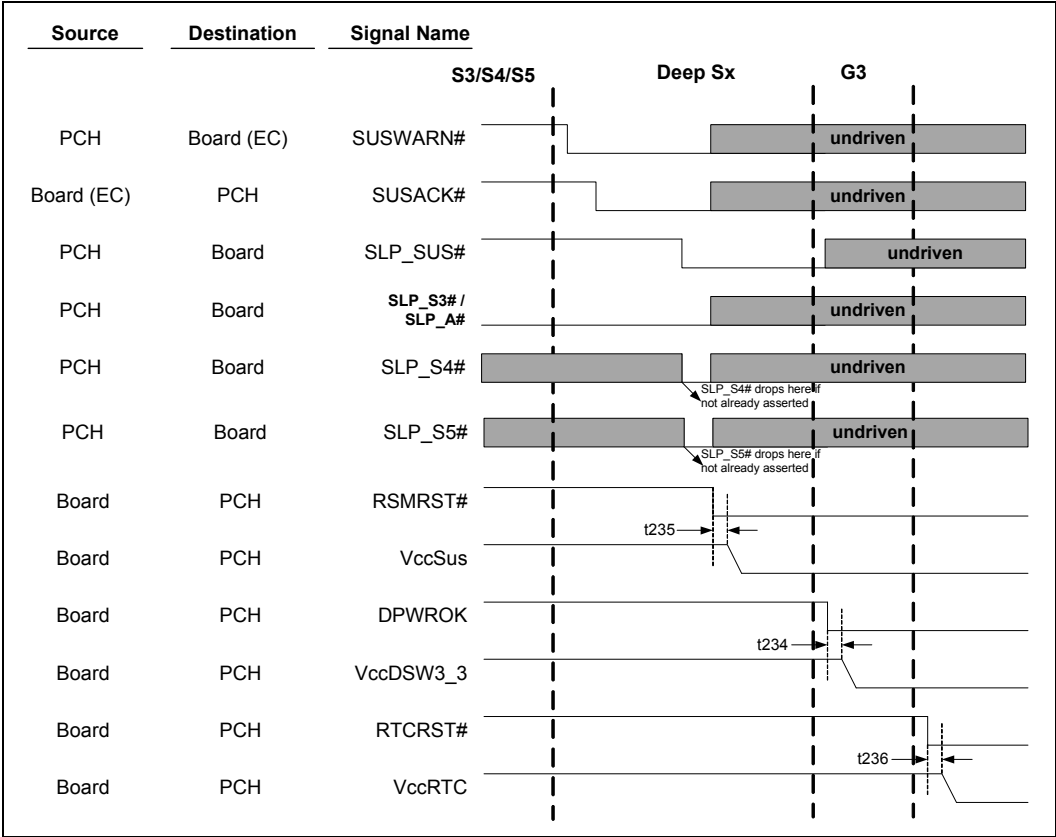 Source Destination Signal Name
S3/S4/S5 Deep Sx G3
PCH Board (EC) SUSWARN# undriven
Board (EC) PCH SUSACK# undriven
PCH Board SLP_SUS# undriven
PCH Board SLP_S3# / SLP_A# undriven
PCH Board SLP_S4# undriven
SLP_S4# drops here if
not already asserted
PCH Board SLP_S5# undriven
SLP_S5# drops here if
not already asserted
Board PCH RSMRST#
t235
Board PCH VccSus
Board PCH DPWROK
t234
Board PCH VccDSW3_3
Board PCH RTCRST#
t236
Board PCH VccRTC